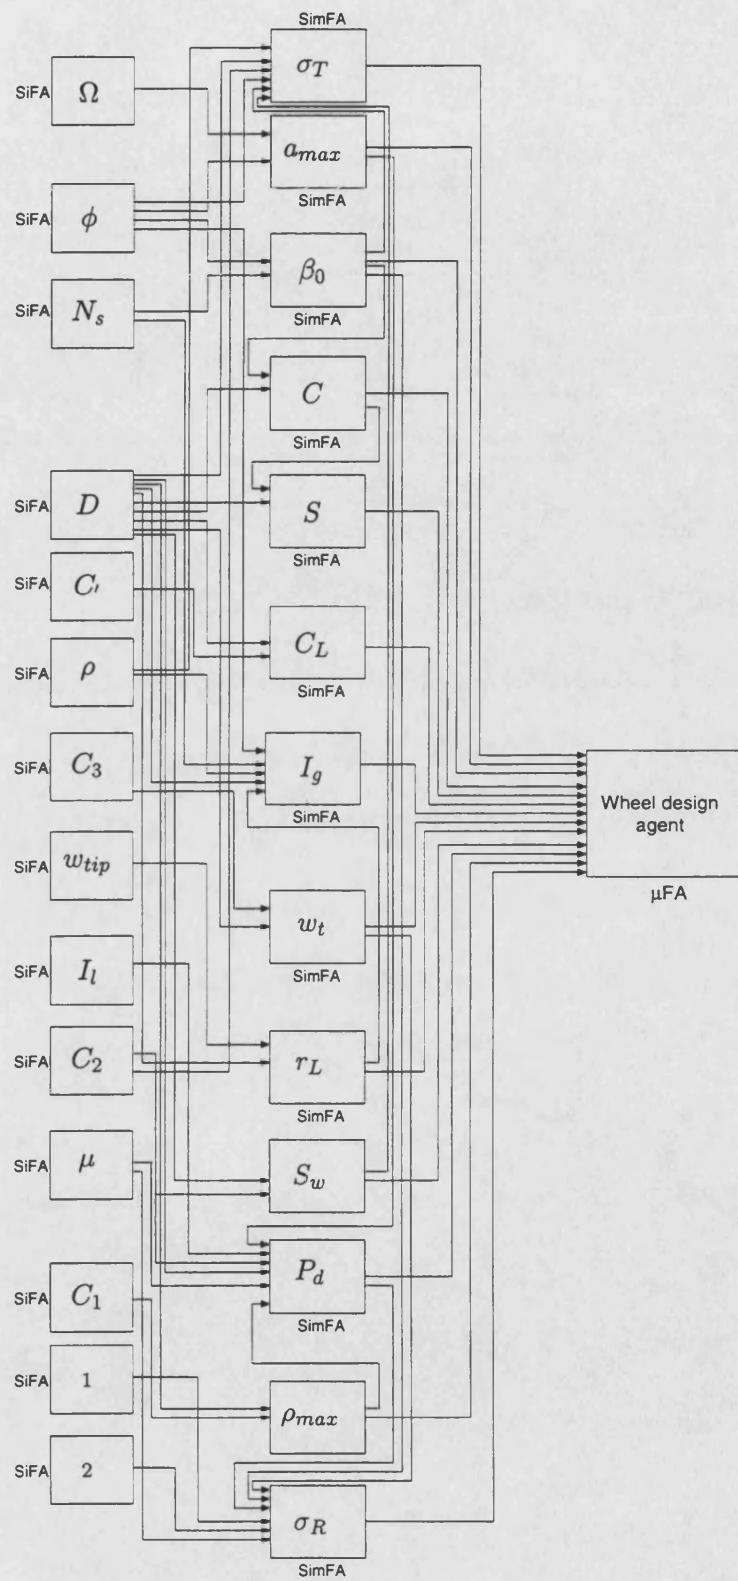 SimFA
σ_T
SiFA Ω
a_max
SimFA
SiFA φ
β_0
SimFA
SiFA N_s
C
SimFA
SiFA D
S
SimFA
SiFA C'
SiFA ρ
C_L
SimFA
SiFA C_3
I_g
SimFA
Wheel design
agent
μFA
SiFA w_tip
w_t
SimFA
SiFA I_l
SiFA C_2
r_L
SimFA
SiFA μ
S_w
SimFA
SiFA C_1
P_d
SimFA
SiFA 1
ρ_max
SiFA 2
σ_R
SimFA